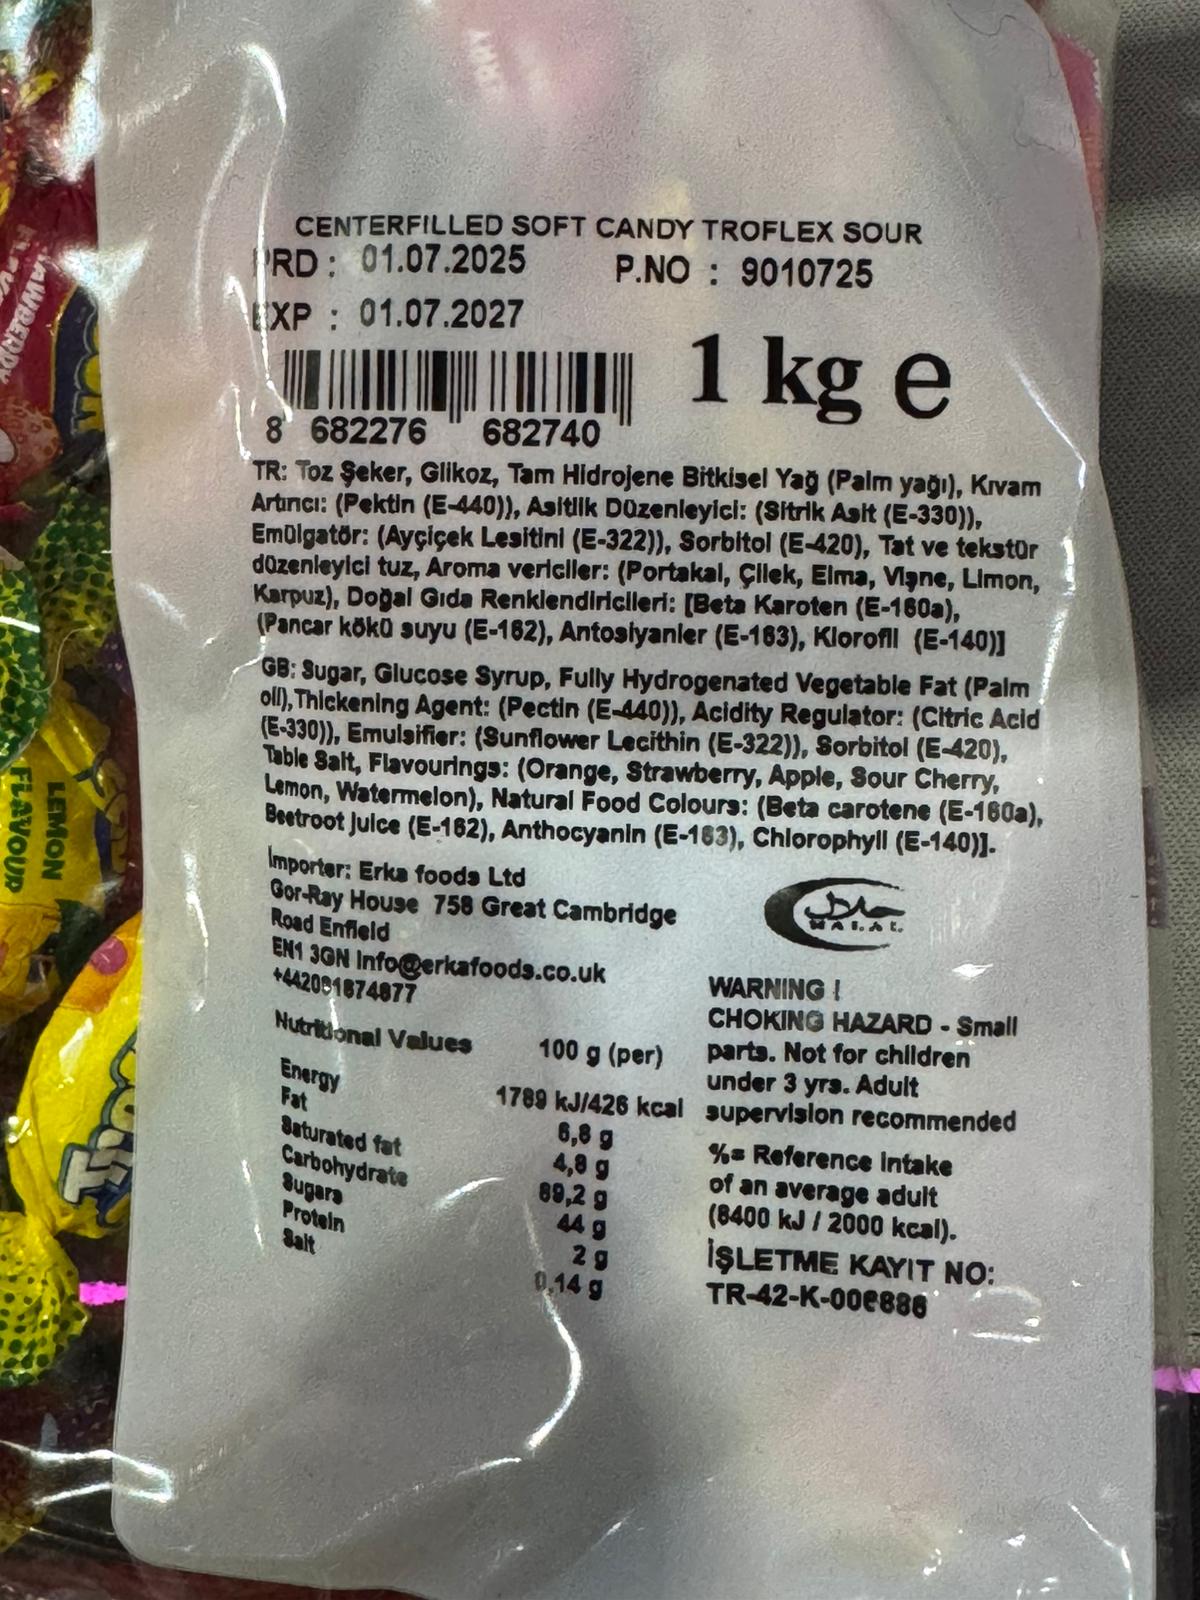 CENTERFILLED SOFT CANDY TROFLEX SOUR
PRD : 01.07.2025 P.NO : 9010725
EXP : 01.07.2027
1 kg e
8 682276 682740
TR: Toz Şeker, Glikoz, Tam Hidrojene Bitkisel Yağ (Palm yağı), Kıvam
Artırıcı: (Pektin (E-440)), Asitlik Düzenleyici: (Sitrik Asit (E-330)),
Emülgatör: (Ayçiçek Lesitini (E-322)), Sorbitol (E-420), Tat ve tekstür
düzenleyici tuz, Aroma vericiler: (Portakal, Çilek, Elma, Vişne, Limon,
Karpuz), Doğal Gıda Renklendiricileri: [Beta Karoten (E-160a),
(Pancar kökü suyu (E-162), Antosiyanler (E-163), Klorofil (E-140)]
GB: Sugar, Glucose Syrup, Fully Hydrogenated Vegetable Fat (Palm
oil),Thickening Agent: (Pectin (E-440)), Acidity Regulator: (Citric Acid
(E-330)), Emulsifier: (Sunflower Lecithin (E-322)), Sorbitol (E-420),
Table Salt, Flavourings: (Orange, Strawberry, Apple, Sour Cherry,
Lemon, Watermelon), Natural Food Colours: (Beta carotene (E-160a),
Beetroot Juice (E-162), Anthocyanin (E-163), Chlorophyll (E-140)].
Importer: Erka foods Ltd
Gor-Ray House 758 Great Cambridge
Road Enfield
EN1 3GN Info@erkafoods.co.uk
+442081874877
حلال
HALAL
Nutritional Values 100 g (per)
Energy 1789 kJ/426 kcal
Fat 6,8 g
Saturated fat 4,8 g
Carbohydrate 89,2 g
Sugars 44 g
Protein 2 g
Salt 0,14 g
WARNING !
CHOKING HAZARD - Small
parts. Not for children
under 3 yrs. Adult
supervision recommended
%= Reference Intake
of an average adult
(8400 kJ / 2000 kcal).
İŞLETME KAYIT NO:
TR-42-K-006886
LEMON
FLAVOUR